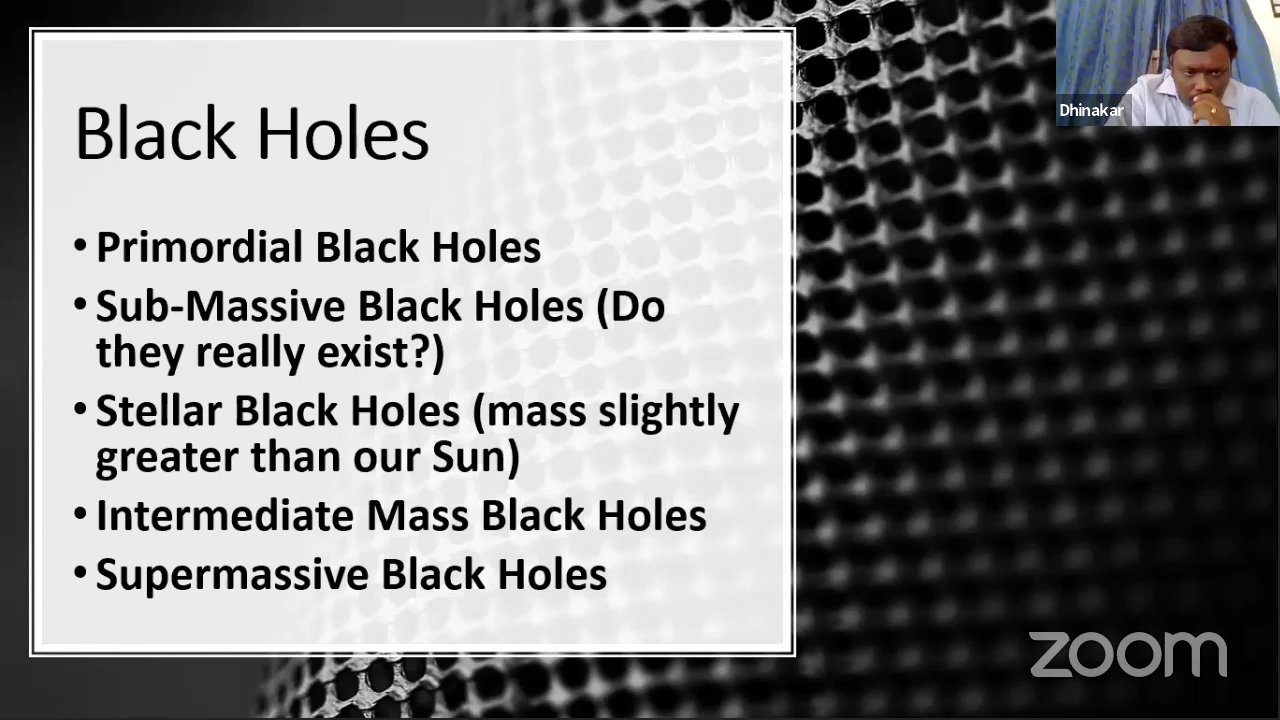 Black Holes
• Primordial Black Holes
• Sub-Massive Black Holes (Do
they really exist?)
• Stellar Black Holes (mass slightly
greater than our Sun)
• Intermediate Mass Black Holes
• Supermassive Black Holes
Dhinakar
zoom